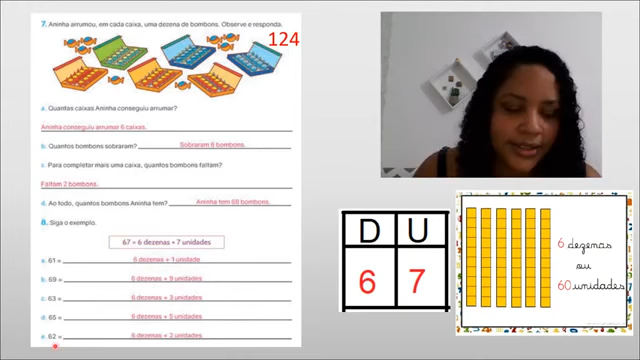 7. Aninha arrumou, em cada caixa, uma dezena de bombons. Observe e responda.
124
a. Quantas caixas Aninha conseguiu arrumar?
Aninha conseguiu arrumar 6 caixas.
b. Quantos bombons sobraram? Sobraram 8 bombons.
c. Para completar mais uma caixa, quantos bombons faltam?
Faltam 2 bombons.
d. Ao todo, quantos bombons Aninha tem? Aninha tem 68 bombons.
8. Siga o exemplo.
67 = 6 dezenas + 7 unidades
a. 61 = 6 dezenas + 1 unidade
b. 69 = 6 dezenas + 9 unidades
c. 63 = 6 dezenas + 3 unidades
d. 65 = 6 dezenas + 5 unidades
e. 62 = 6 dezenas + 2 unidades
D U
6 7
6 dezenas
ou
60 unidades